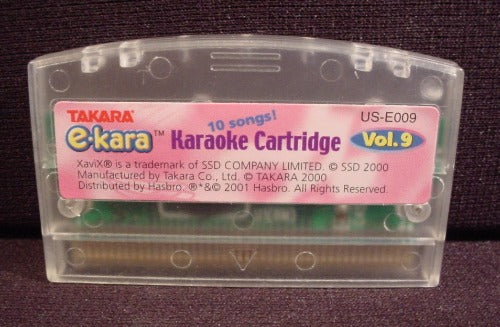 TAKARA
e-kara™
10 songs!
Karaoke Cartridge
US-E009
Vol.9
XaviX® is a trademark of SSD COMPANY LIMITED. © SSD 2000
Manufactured by Takara Co., Ltd. © TAKARA 2000
Distributed by Hasbro. ®*&© 2001 Hasbro. All Rights Reserved.